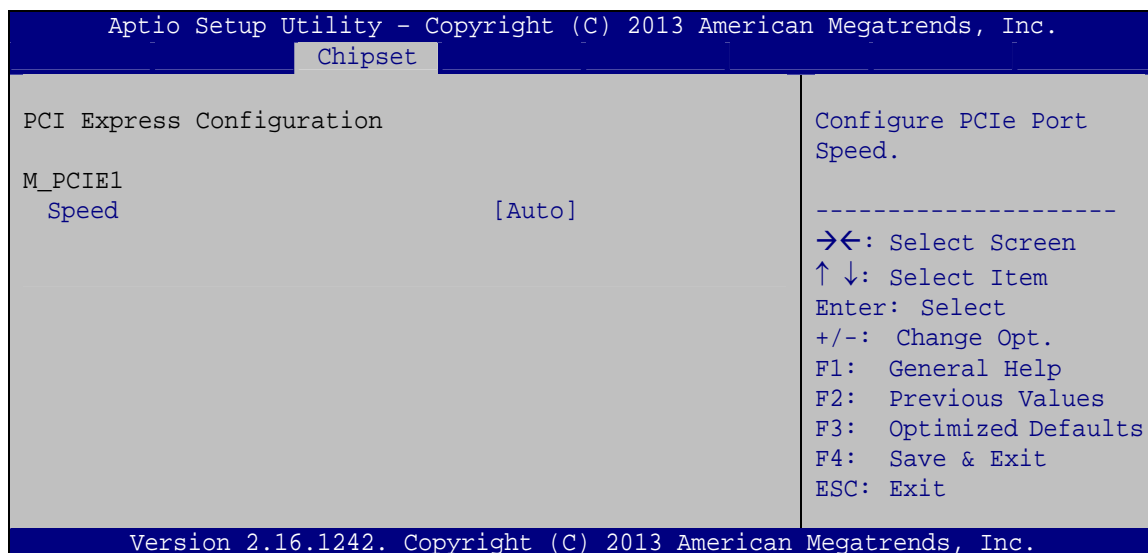 Aptio Setup Utility – Copyright (C) 2013 American Megatrends, Inc.
Chipset
PCI Express Configuration
M_PCIE1
Speed [Auto]
Configure PCIe Port
Speed.
---------------------
→←: Select Screen
↑ ↓: Select Item
Enter: Select
+/-: Change Opt.
F1: General Help
F2: Previous Values
F3: Optimized Defaults
F4: Save & Exit
ESC: Exit
Version 2.16.1242. Copyright (C) 2013 American Megatrends, Inc.